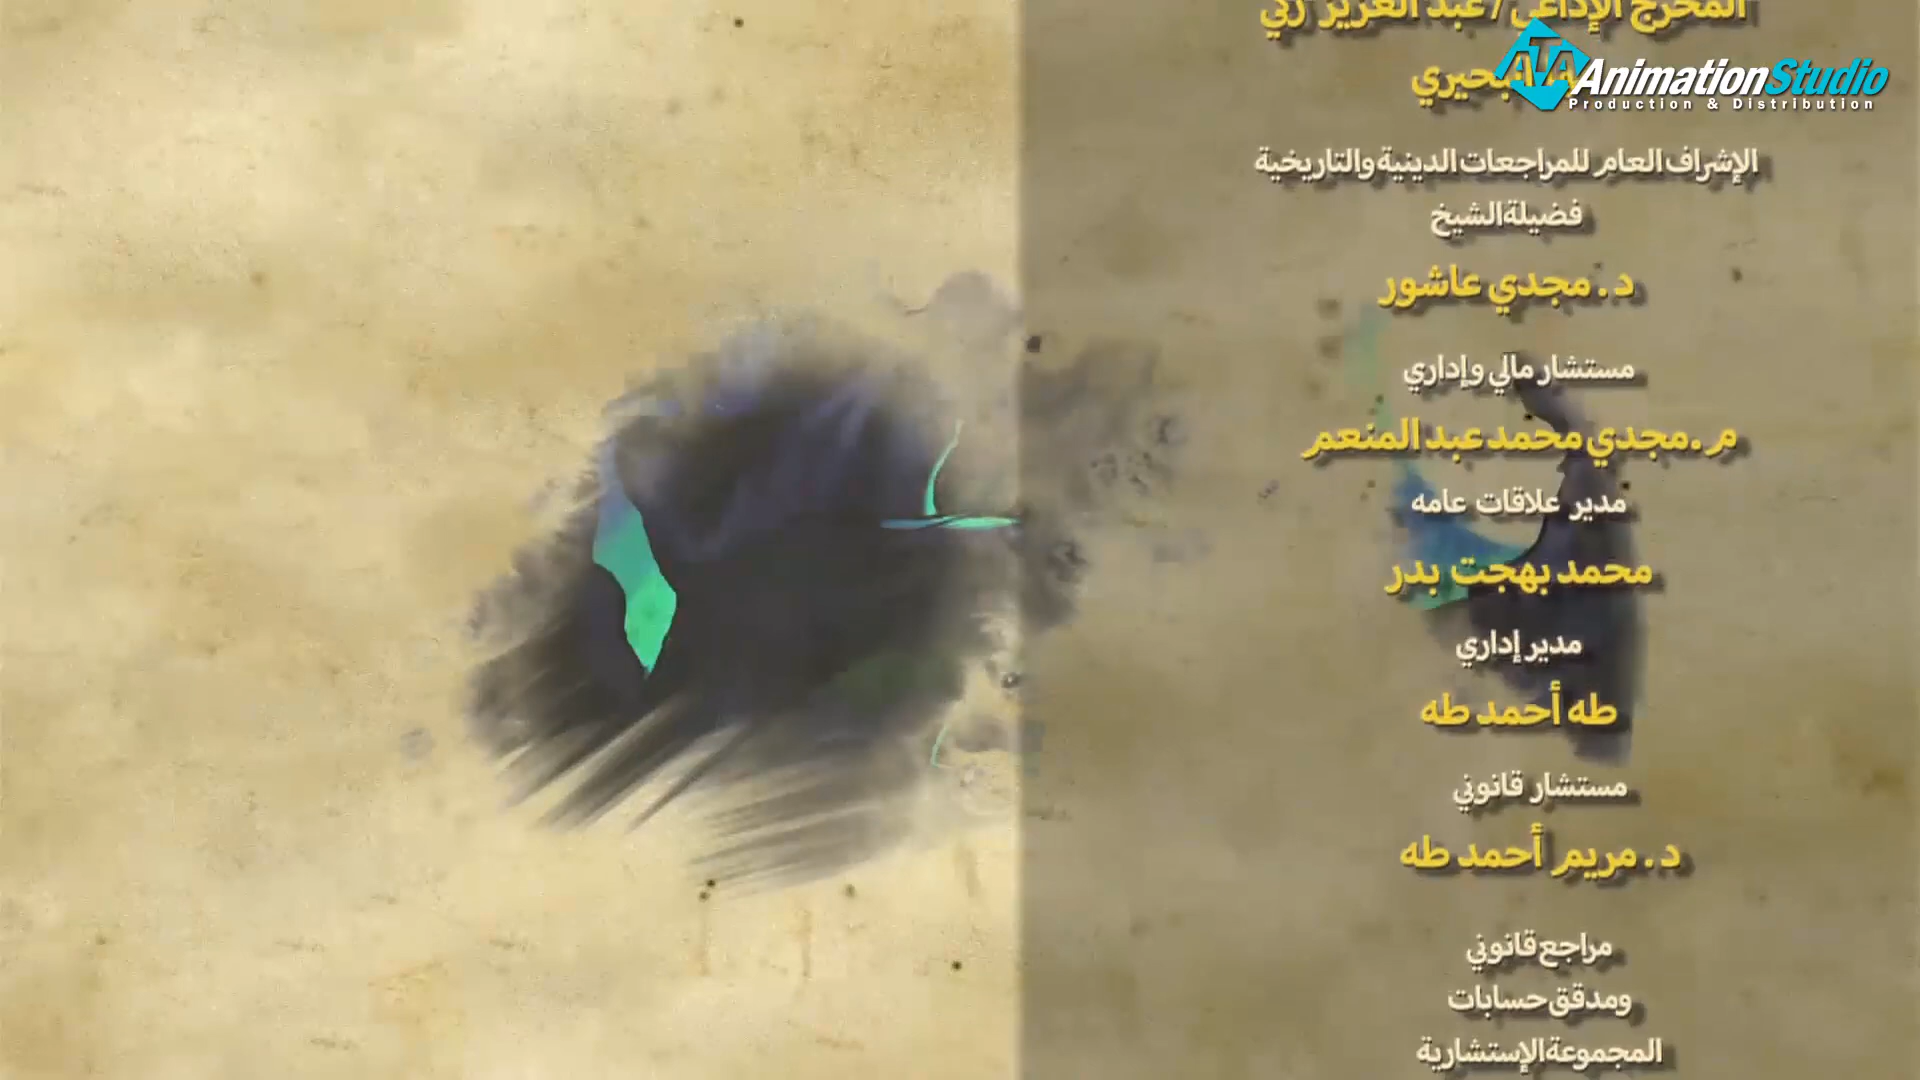 المخرج الإذاعي / عبد العزيز زكي
البحيري
AnimationStudio
Production & Distribution
الإشراف العام للمراجعات الدينية والتاريخية
فضيلة الشيخ
د. مجدي عاشور
مستشار مالي وإداري
م.مجدي محمد عبد المنعم
مدير علاقات عامه
محمد بهجت بدر
مدير إداري
طه أحمد طه
مستشار قانوني
د. مريم أحمد طه
مراجع قانوني
ومدقق حسابات
المجموعة الإستشارية